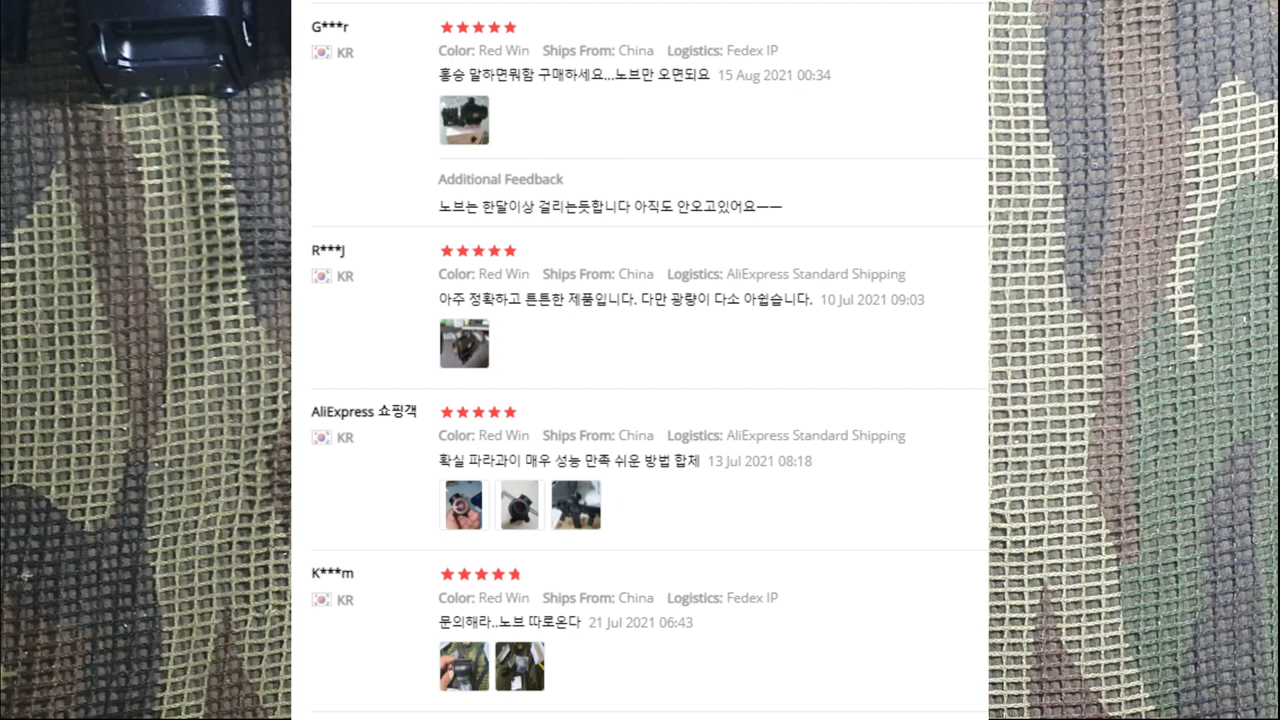 G***r
Color: Red Win Ships From: China Logistics: Fedex IP
KR
홍승 말하면뭐함 구매하세요...노브만 오면되요 15 Aug 2021 00:34
Additional Feedback
노브는 한달이상 걸리는듯합니다 아직도 안오고있어요ㅡㅡ
R***J
KR
Color: Red Win Ships From: China Logistics: AliExpress Standard Shipping
아주 정확하고 튼튼한 제품입니다. 다만 광량이 다소 아쉽습니다. 10 Jul 2021 09:03
AliExpress 쇼핑객
KR
Color: Red Win Ships From: China Logistics: AliExpress Standard Shipping
확실 파라과이 매우 성능 만족 쉬운 방법 합체 13 Jul 2021 08:18
K***m
KR
Color: Red Win Ships From: China Logistics: Fedex IP
문의해라..노브 따로온다 21 Jul 2021 06:43